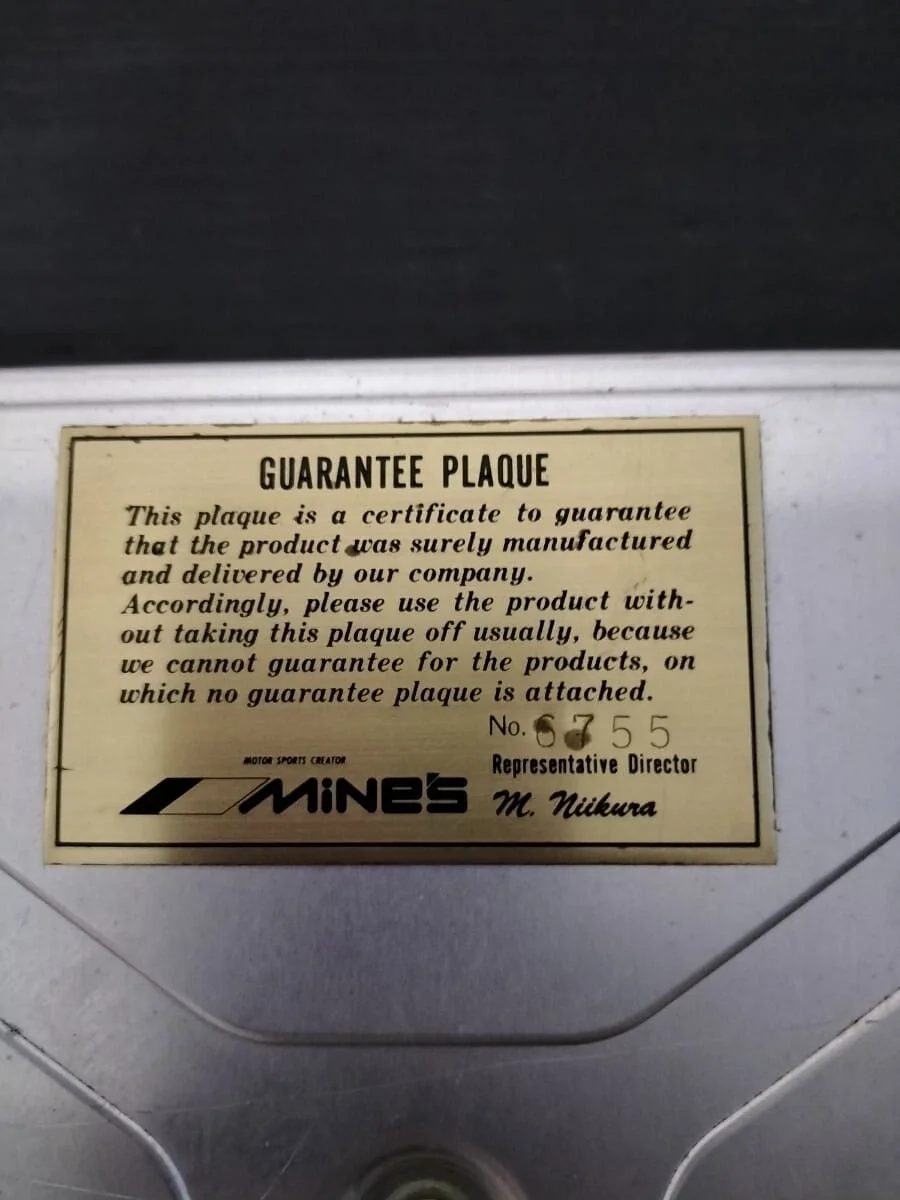 GUARANTEE PLAQUE
This plaque is a certificate to guarantee
that the product was surely manufactured
and delivered by our company.
Accordingly, please use the product with-
out taking this plaque off usually, because
we cannot guarantee for the products, on
which no guarantee plaque is attached.
No. 6755
MOTOR SPORTS CREATOR
Representative Director
MiNE'S
M. Niikura